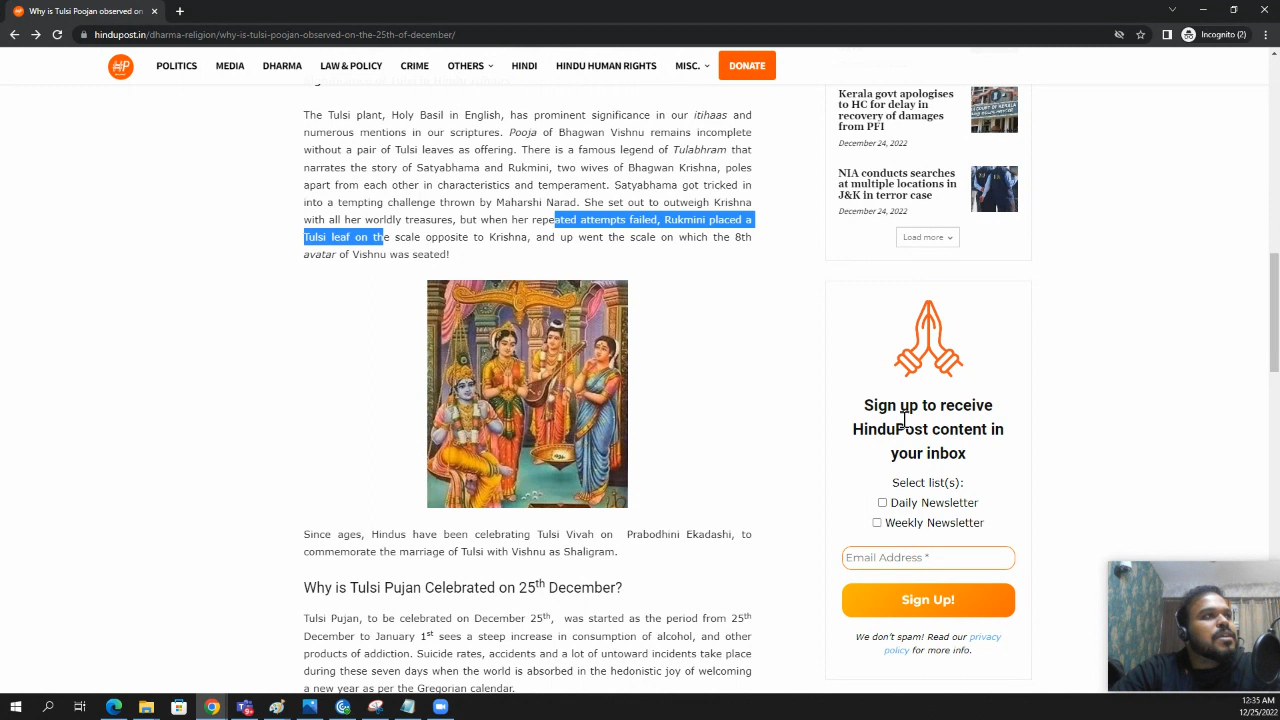 Why is Tulsi Poojan observed on
hindupost.in/dharma-religion/why-is-tulsi-poojan-observed-on-the-25th-of-december/
Incognito (2)
HP
POLITICS MEDIA DHARMA LAW & POLICY CRIME OTHERS HINDI HINDU HUMAN RIGHTS MISC. DONATE
The Tulsi plant, Holy Basil in English, has prominent significance in our itihaas and
numerous mentions in our scriptures. Pooja of Bhagwan Vishnu remains incomplete
without a pair of Tulsi leaves as offering. There is a famous legend of Tulabhram that
narrates the story of Satyabhama and Rukmini, two wives of Bhagwan Krishna, poles
apart from each other in characteristics and temperament. Satyabhama got tricked in
into a tempting challenge thrown by Maharshi Narad. She set out to outweigh Krishna
with all her worldly treasures, but when her repeated attempts failed, Rukmini placed a
Tulsi leaf on the scale opposite to Krishna, and up went the scale on which the 8th
avatar of Vishnu was seated!
Since ages, Hindus have been celebrating Tulsi Vivah on Prabodhini Ekadashi, to
commemorate the marriage of Tulsi with Vishnu as Shaligram.
Why is Tulsi Pujan Celebrated on 25th December?
Tulsi Pujan, to be celebrated on December 25th, was started as the period from 25th
December to January 1st sees a steep increase in consumption of alcohol, and other
products of addiction. Suicide rates, accidents and a lot of untoward incidents take place
during these seven days when the world is absorbed in the hedonistic joy of welcoming
a new year as per the Gregorian calendar.
Kerala govt apologises
to HC for delay in
recovery of damages
from PFI
December 24, 2022
NIA conducts searches
at multiple locations in
J&K in terror case
December 24, 2022
Load more
Sign up to receive
HinduPost content in
your inbox
Select list(s):
Daily Newsletter
Weekly Newsletter
Email Address *
Sign Up!
We don't spam! Read our privacy
policy for more info.
12:35 AM
12/25/2022